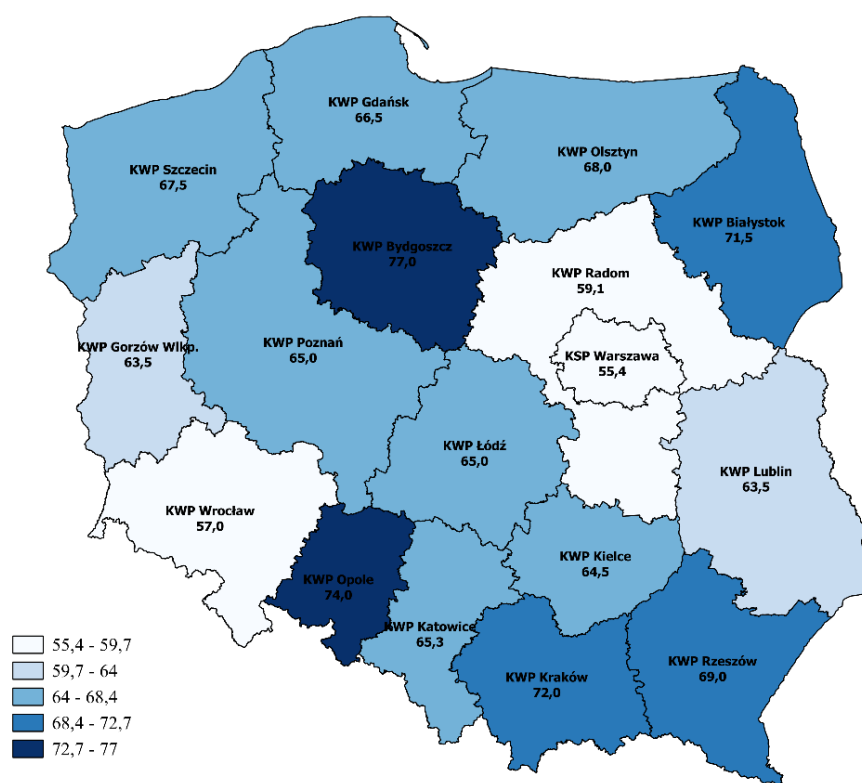 KWP Gdańsk
66,5
KWP Olsztyn
68,0
KWP Szczecin
67,5
KWP Białystok
71,5
KWP Bydgoszcz
77,0
KWP Radom
59,1
KWP Gorzów Wlkp.
63,5
KWP Poznań
65,0
KSP Warszawa
55,4
KWP Łódź
65,0
KWP Lublin
63,5
KWP Wrocław
57,0
KWP Kielce
64,5
KWP Opole
74,0
KWP Katowice
65,3
KWP Kraków
72,0
KWP Rzeszów
69,0
55,4 - 59,7
59,7 - 64
64 - 68,4
68,4 - 72,7
72,7 - 77